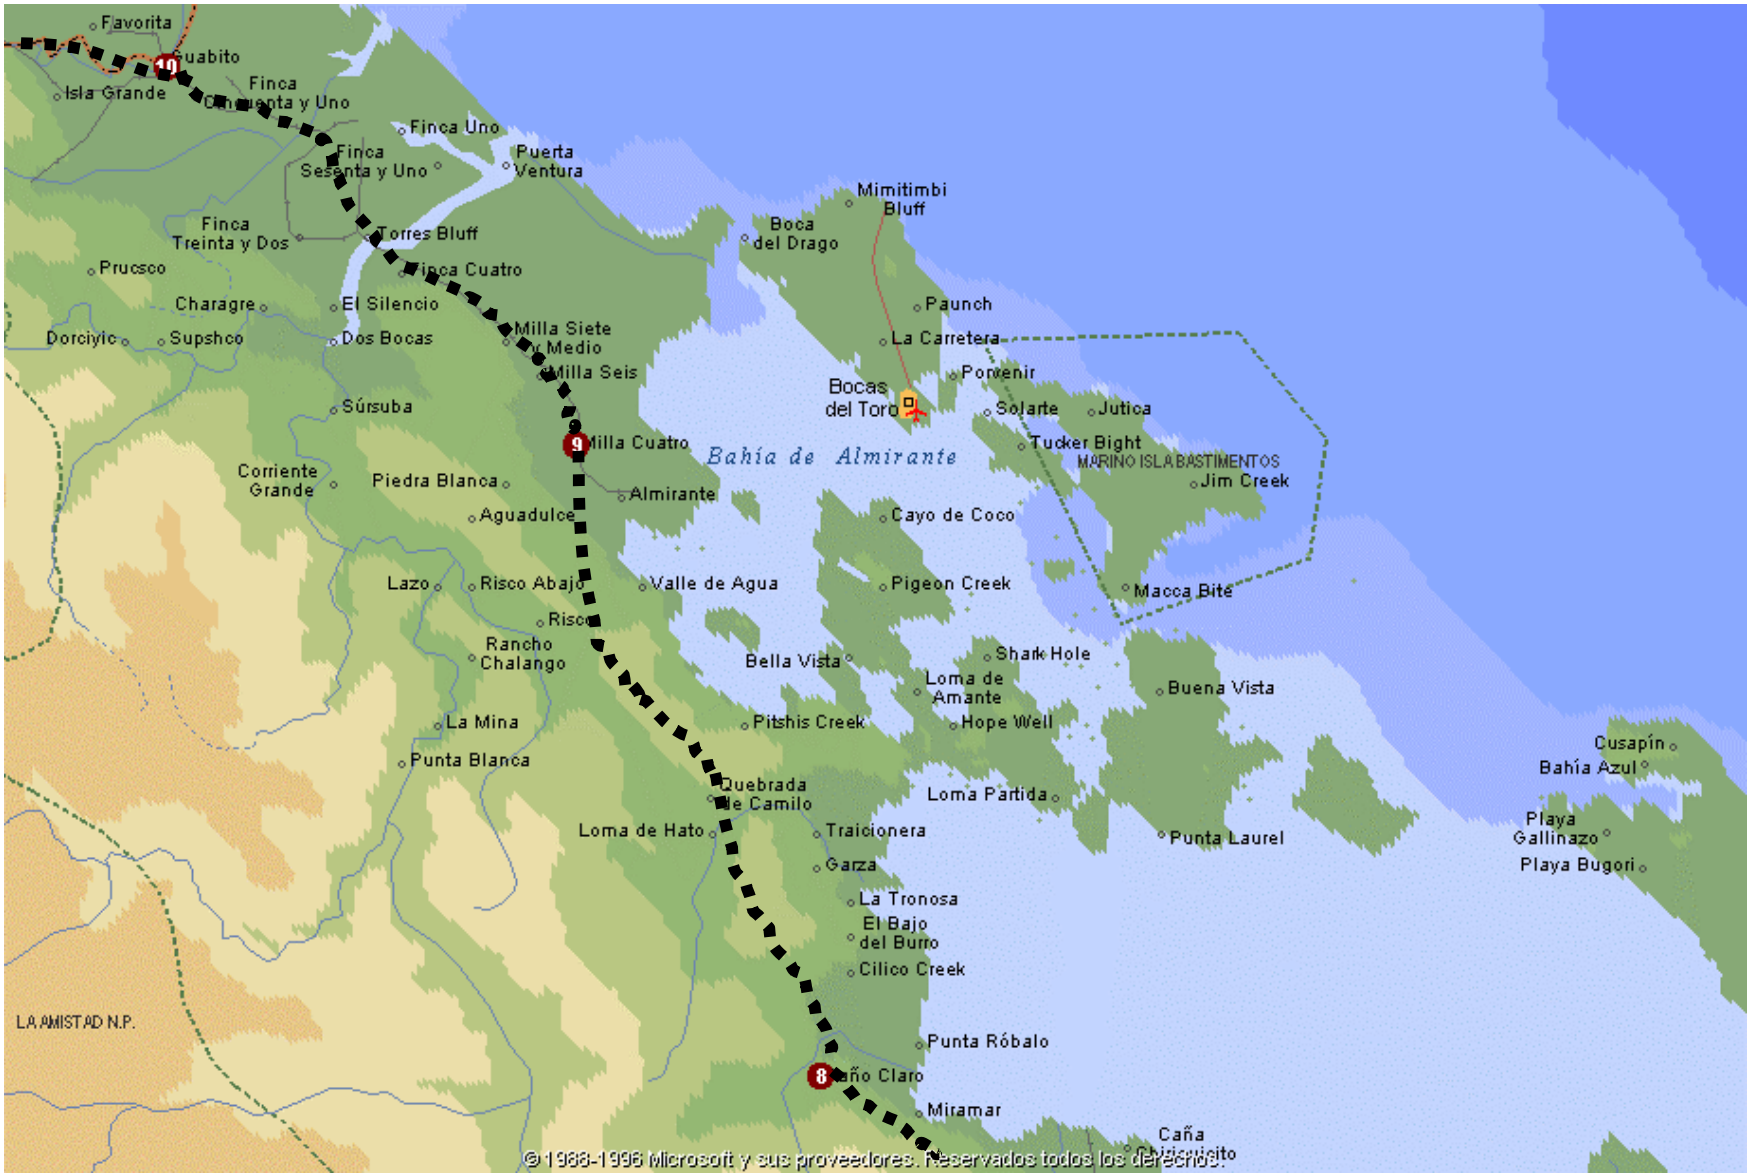 Favorita
Guabito
10
Isla Grande
Finca
Cincuenta y Uno
Finca Uno
Finca
Sesenta y Uno
Puerta
Ventura
Mimitimbi
Bluff
Finca
Treinta y Dos
Torres Bluff
Boca
del Drago
Prucsco
Finca Cuatro
Charagre
El Silencio
Paunch
Dorciyic
Supshco
Dos Bocas
Milla Siete
y Medio
La Carretera
Milla Seis
Porvenir
Bocas
del Toro
Súrsuba
Solarte
Jutica
9
Milla Cuatro
Tucker Bight
Bahía de Almirante
MARINO ISLA BASTIMENTOS
Corriente
Grande
Piedra Blanca
Almirante
Jim Creek
Aguadulce
Cayo de Coco
Lazo
Risco Abajo
Valle de Agua
Pigeon Creek
Macca Bite
Risco
Rancho
Chalango
Bella Vista
Shark Hole
Loma de
Amante
Buena Vista
La Mina
Pitshis Creek
Hope Well
Punta Blanca
Cusapín
Bahía Azul
Quebrada
de Camilo
Loma Partida
Loma de Hato
Traicionera
Punta Laurel
Playa
Gallinazo
Garza
Playa Bugori
La Tronosa
El Bajo
del Burro
Cilico Creek
LA AMISTAD N.P.
Punta Róbalo
8
Caño Claro
Miramar
Caña
Chiriquicito
© 1988-1996 Microsoft y sus proveedores. Reservados todos los derechos.